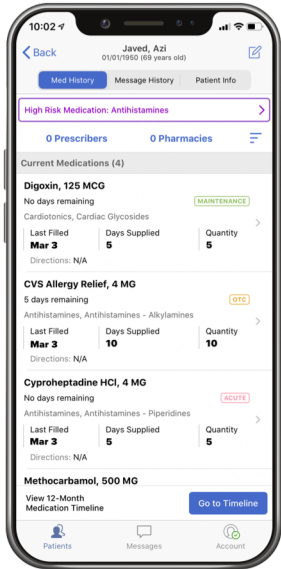 10:02
Back
Javed, Azi
01/01/1950 (69 years old)
Med History
Message History
Patient Info
High Risk Medication: Antihistamines
0 Prescribers
0 Pharmacies
Current Medications (4)
Digoxin, 125 MCG
No days remaining
MAINTENANCE
Cardiotonics, Cardiac Glycosides
Last Filled Days Supplied Quantity
Mar 3 5 5
Directions: N/A
CVS Allergy Relief, 4 MG
5 days remaining
OTC
Antihistamines, Antihistamines - Alkylamines
Last Filled Days Supplied Quantity
Mar 3 10 10
Directions: N/A
Cyproheptadine HCl, 4 MG
No days remaining
ACUTE
Antihistamines, Antihistamines - Piperidines
Last Filled Days Supplied Quantity
Mar 3 5 5
Directions: N/A
Methocarbamol, 500 MG
View 12-Month
Medication Timeline
Go to Timeline
Patients
Messages
Account